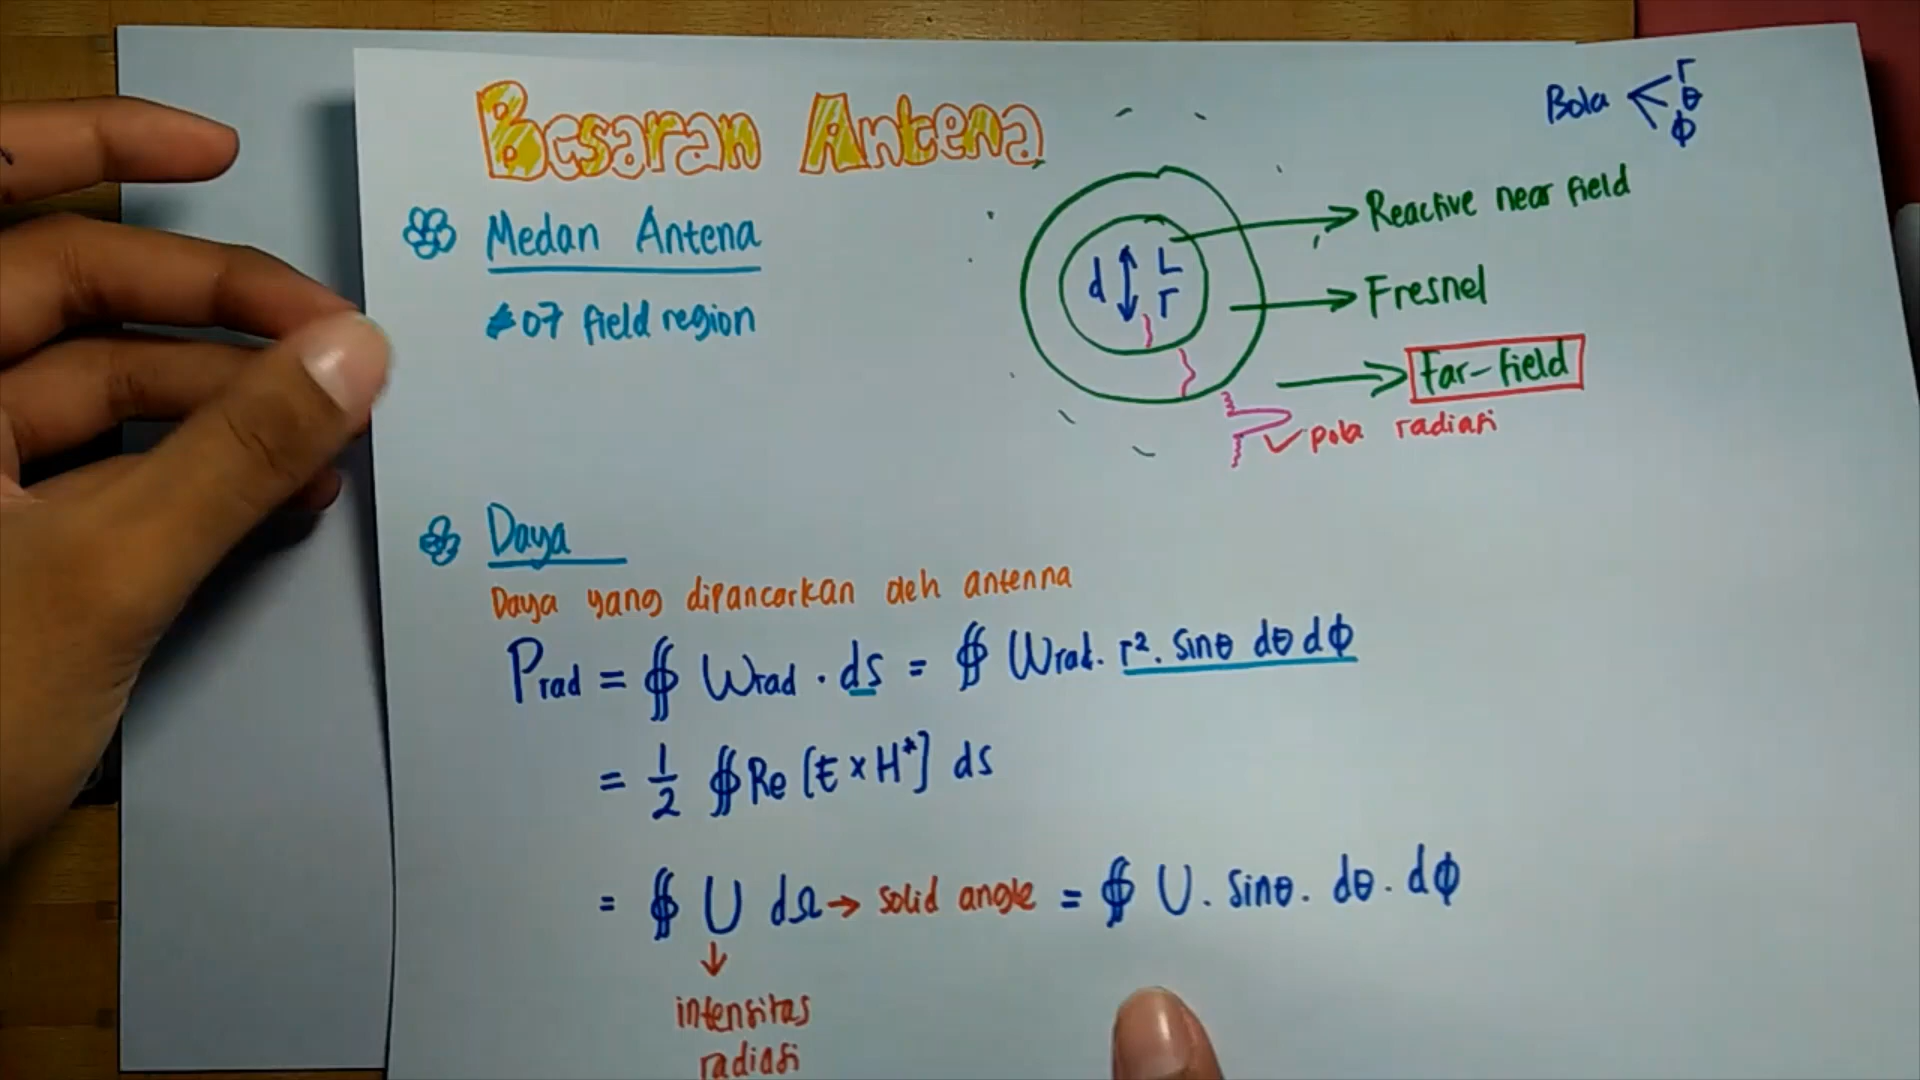 Besaran Antena
Bola < r
θ
ϕ
Medan Antena
07 field region
d L
r
Reactive near field
Fresnel
Far-field
pola radiasi
Daya
Daya yang dipancarkan oleh antenna
Prad = ∯ Wrad · ds = ∯ Wrad · r² · sinθ dθ dϕ
= 1/2 ∯ Re [E × H*] ds
= ∯ U dΩ → solid angle = ∯ U · sinθ · dθ · dϕ
↓
intensitas
radiasi